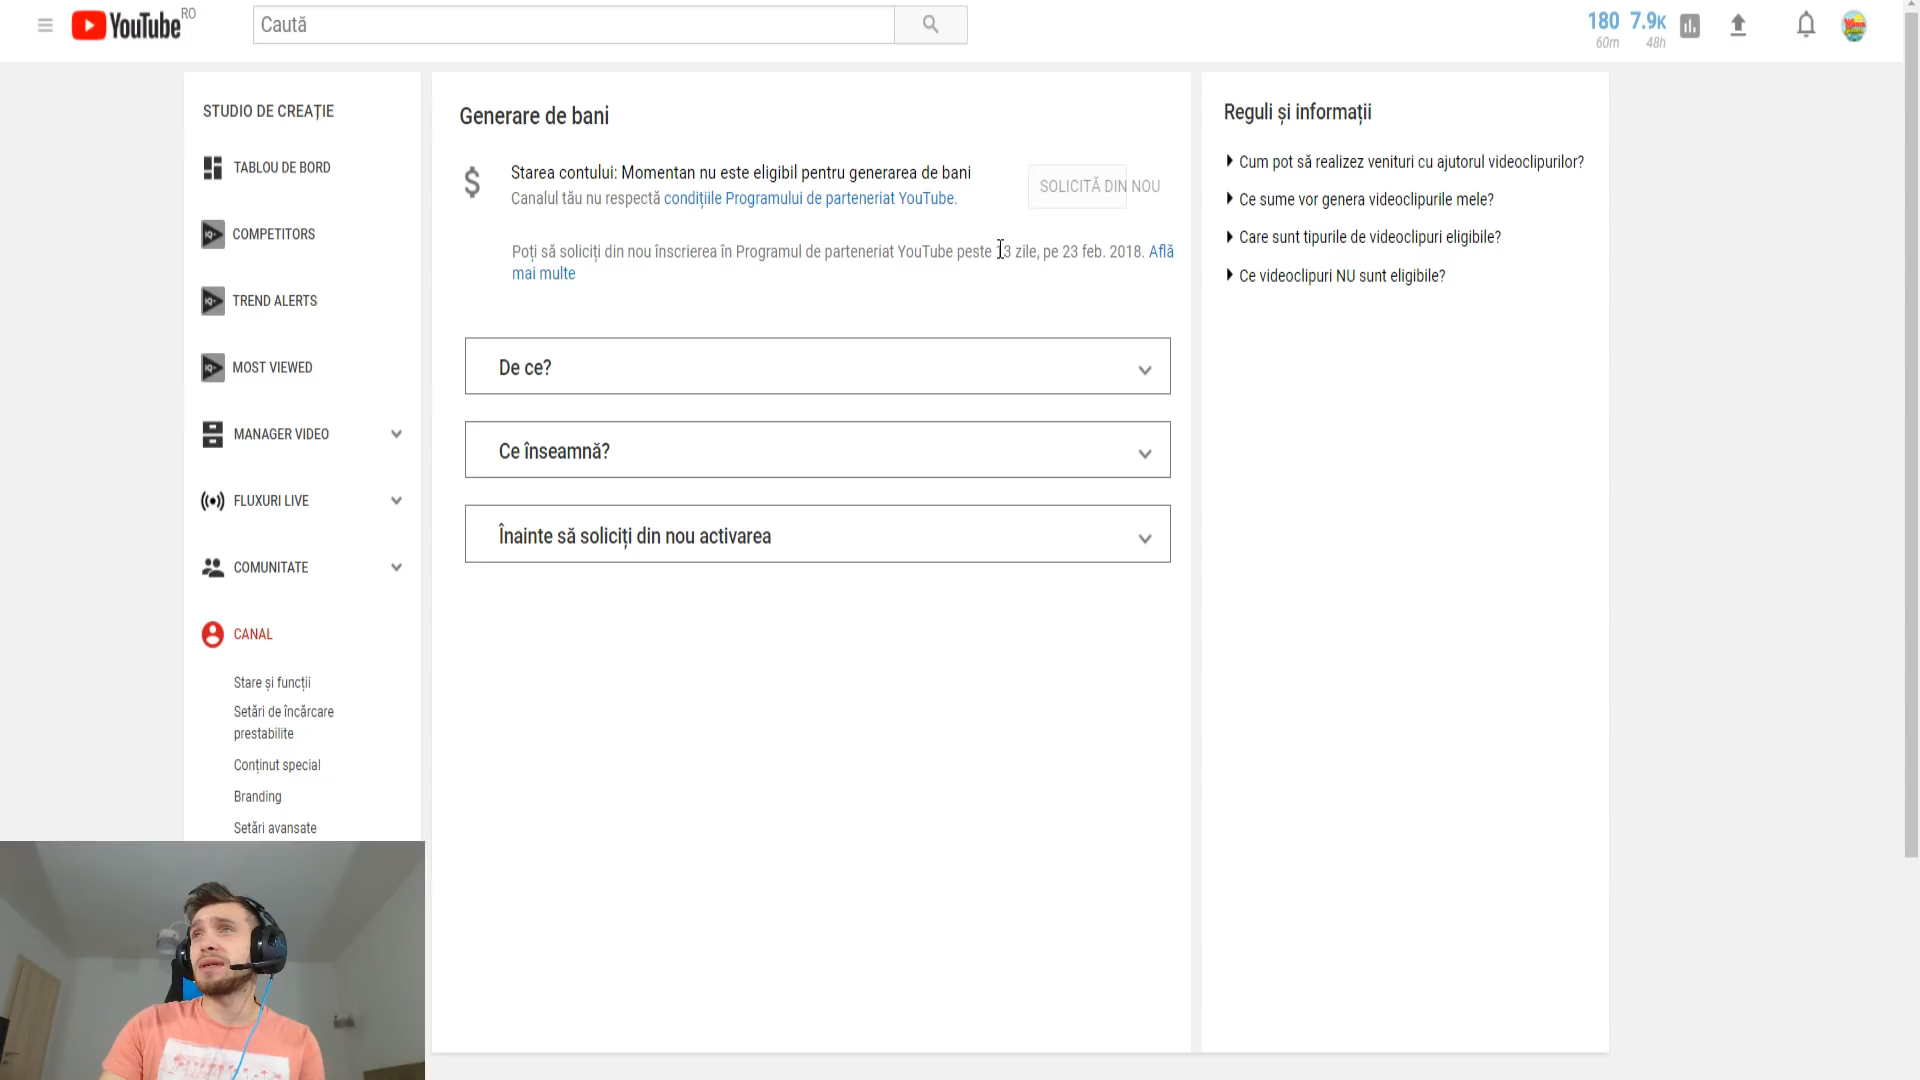 YouTube RO
Caută
180 7.9K
60m 48h
STUDIO DE CREAȚIE
TABLOU DE BORD
IQ+ COMPETITORS
IQ+ TREND ALERTS
IQ+ MOST VIEWED
MANAGER VIDEO
FLUXURI LIVE
COMUNITATE
CANAL
Stare și funcții
Setări de încărcare
prestabilite
Conținut special
Branding
Setări avansate
Generare de bani
$
Starea contului: Momentan nu este eligibil pentru generarea de bani
Canalul tău nu respectă condițiile Programului de parteneriat YouTube.
SOLICITĂ DIN NOU
Poți să soliciți din nou înscrierea în Programul de parteneriat YouTube peste 13 zile, pe 23 feb. 2018. Află
mai multe
De ce?
Ce înseamnă?
Înainte să soliciți din nou activarea
Reguli și informații
Cum pot să realizez venituri cu ajutorul videoclipurilor?
Ce sume vor genera videoclipurile mele?
Care sunt tipurile de videoclipuri eligibile?
Ce videoclipuri NU sunt eligibile?